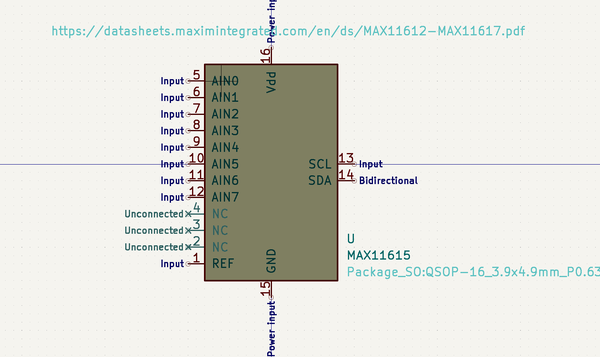 Power Inp
https://datasheets.maximintegrated.com/en/ds/MAX11612-MAX11617.pdf
16
Vdd
Input 5 AIN0
Input 6 AIN1
Input 7 AIN2
Input 8 AIN3
Input 9 AIN4
Input 10 AIN5 SCL 13 Input
Input 11 AIN6 SDA 14 Bidirectional
Input 12 AIN7
Unconnected 4 NC
Unconnected 3 NC
Unconnected 2 NC
Input 1 REF
GND
15
Power Input
U
MAX11615
Package_SO:QSOP-16_3.9x4.9mm_P0.63